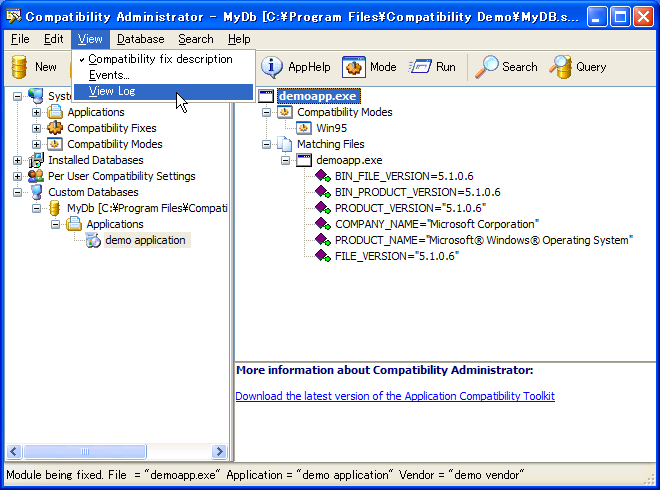 Compatibility Administrator - MyDb [C:¥Program Files¥Compatibility Demo¥MyDB.s...
File Edit View Database Search Help
New AppHelp Mode Run Search Query
Compatibility fix description
Events...
View Log
Syst
Applications
Compatibility Fixes
Compatibility Modes
Installed Databases
Per User Compatibility Settings
Custom Databases
MyDb [C:¥Program Files¥Compati
Applications
demo application
demoapp.exe
Compatibility Modes
Win95
Matching Files
demoapp.exe
BIN_FILE_VERSION=5.1.0.6
BIN_PRODUCT_VERSION=5.1.0.6
PRODUCT_VERSION="5.1.0.6"
COMPANY_NAME="Microsoft Corporation"
PRODUCT_NAME="Microsoft® Windows® Operating System"
FILE_VERSION="5.1.0.6"
More information about Compatibility Administrator:
Download the latest version of the Application Compatibility Toolkit
Module being fixed. File = "demoapp.exe" Application = "demo application" Vendor = "demo vendor"